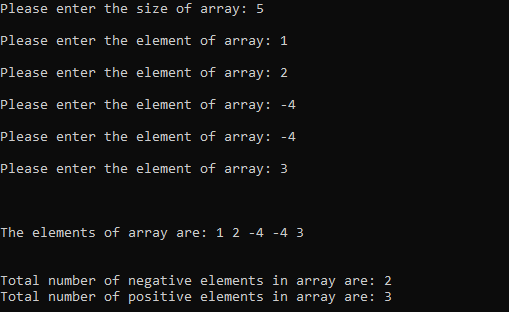 Please enter the size of array: 5
Please enter the element of array: 1
Please enter the element of array: 2
Please enter the element of array: -4
Please enter the element of array: -4
Please enter the element of array: 3
The elements of array are: 1 2 -4 -4 3
Total number of negative elements in array are: 2
Total number of positive elements in array are: 3